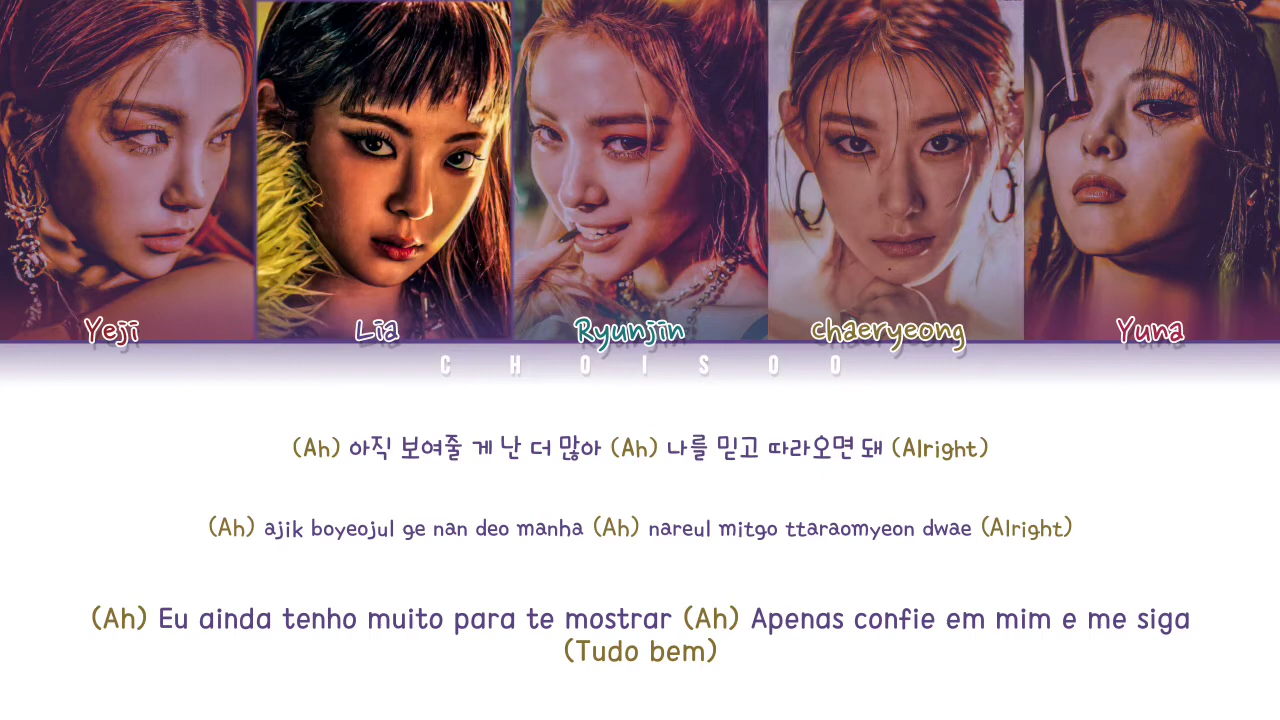 Yeji Lia Ryunjin chaeryeong Yuna
CHOISOO
(Ah) 아직 보여줄 게 난 더 많아 (Ah) 나를 믿고 따라오면 돼 (Alright)
(Ah) ajik boyeojul ge nan deo manha (Ah) nareul mitgo ttaraomyeon dwae (Alright)
(Ah) Eu ainda tenho muito para te mostrar (Ah) Apenas confie em mim e me siga
(Tudo bem)